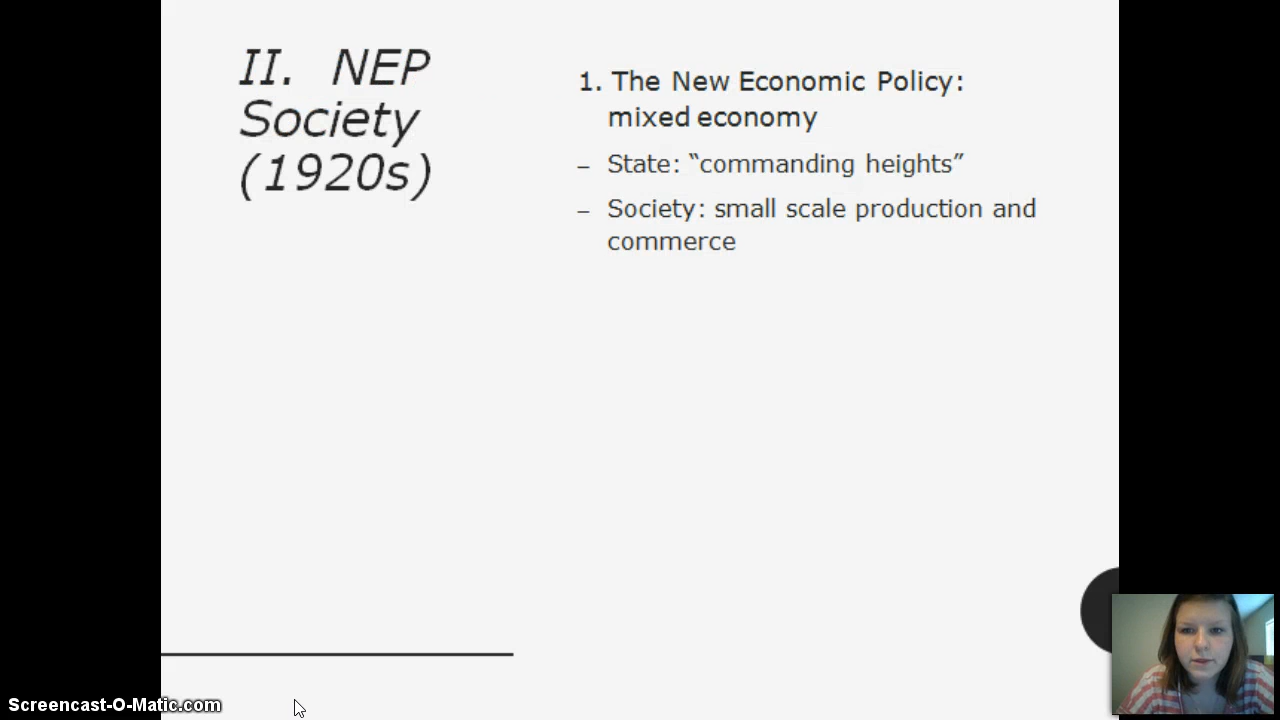 II. NEP
Society
(1920s)
1. The New Economic Policy:
mixed economy
– State: “commanding heights”
– Society: small scale production and
commerce
Screencast-O-Matic.com